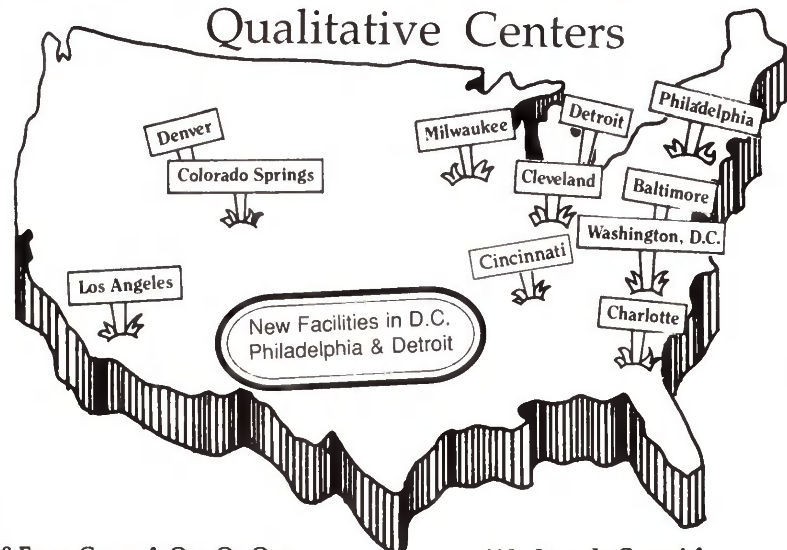 Qualitative Centers
Denver
Colorado Springs
Milwaukee
Detroit
Philadelphia
Cleveland
Baltimore
Washington, D.C.
Cincinnati
Los Angeles
Charlotte
New Facilities in D.C.
Philadelphia & Detroit